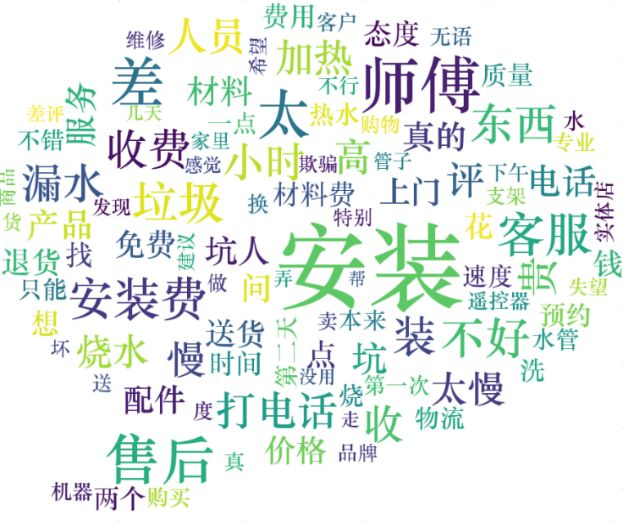 费用
客户
维修
人员
希望
态度
无语
差
加热
师傅
质量
材料
不行
差评
几天
服务
太
热水
购物
东西
水
不错
一点
真的
专业
收费
家里
小时
感觉
欺骗
高
管子
评
下午
电话
漏水
垃圾
换
材料费
上门
支架
商品
货
产品
发现
特别
花
客服
实体店
退货
找
免费
建议
坑人
安装
贵
钱
只能
安装费
做
问
弄
帮
速度
遥控器
失望
想
送货
卖
本来
装
不好
预约
水管
坏
烧水
慢
时间
第二天
点
坑
没用
太慢
洗
送
配件
度
打电话
烧
第一次
走
收
物流
售后
真
价格
品牌
机器
两个
购买